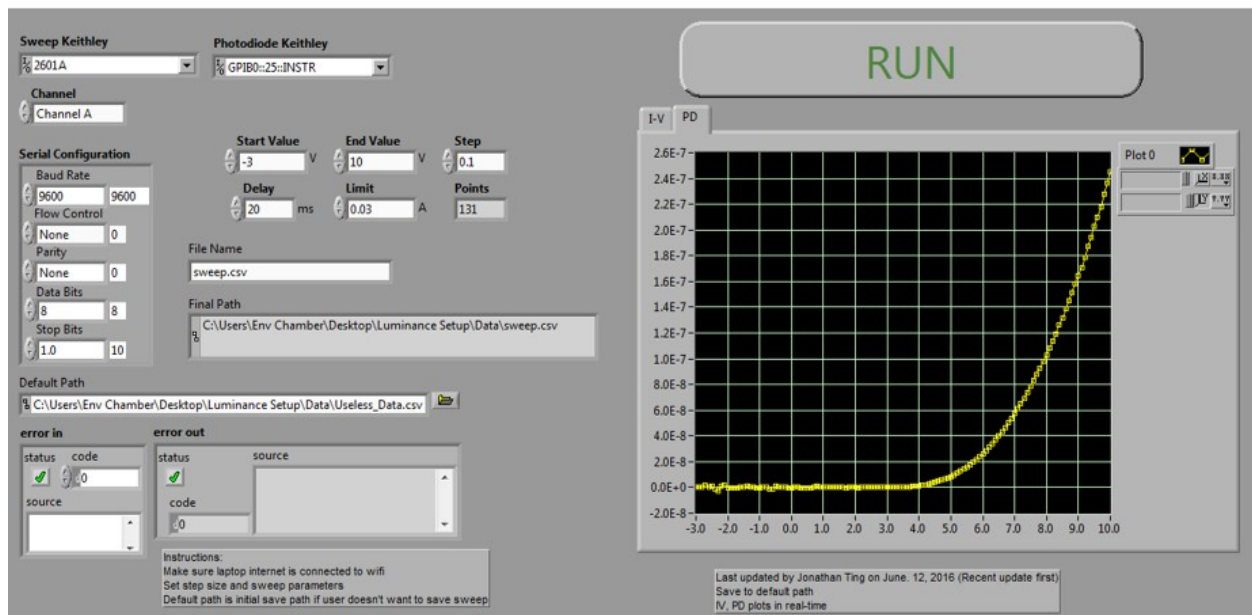 Sweep Keithley
Photodiode Keithley
2601A
GPIB0::25::INSTR
Channel
Channel A
Serial Configuration
Baud Rate
9600 9600
Flow Control
None 0
Parity
None 0
Data Bits
8 8
Stop Bits
1.0 10
Start Value End Value Step
-3 V 10 V 0.1
Delay Limit Points
20 ms 0.03 A 131
File Name
sweep.csv
Final Path
C:\Users\Env Chamber\Desktop\Luminance Setup\Data\sweep.csv
Default Path
C:\Users\Env Chamber\Desktop\Luminance Setup\Data\Useless_Data.csv
error in
status code
0
source
error out
status source
code
0
Instructions:
Make sure laptop internet is connected to wifi
Set step size and sweep parameters
Default path is initial save path if user doesn't want to save sweep
RUN
I-V PD
Plot 0
2.6E-7
2.4E-7
2.2E-7
2.0E-7
1.8E-7
1.6E-7
1.4E-7
1.2E-7
1.0E-7
8.0E-8
6.0E-8
4.0E-8
2.0E-8
0.0E+0
-2.0E-8
-3.0 -2.0 -1.0 0.0 1.0 2.0 3.0 4.0 5.0 6.0 7.0 8.0 9.0 10.0
Last updated by Jonathan Ting on June. 12, 2016 (Recent update first)
Save to default path
IV, PD plots in real-time